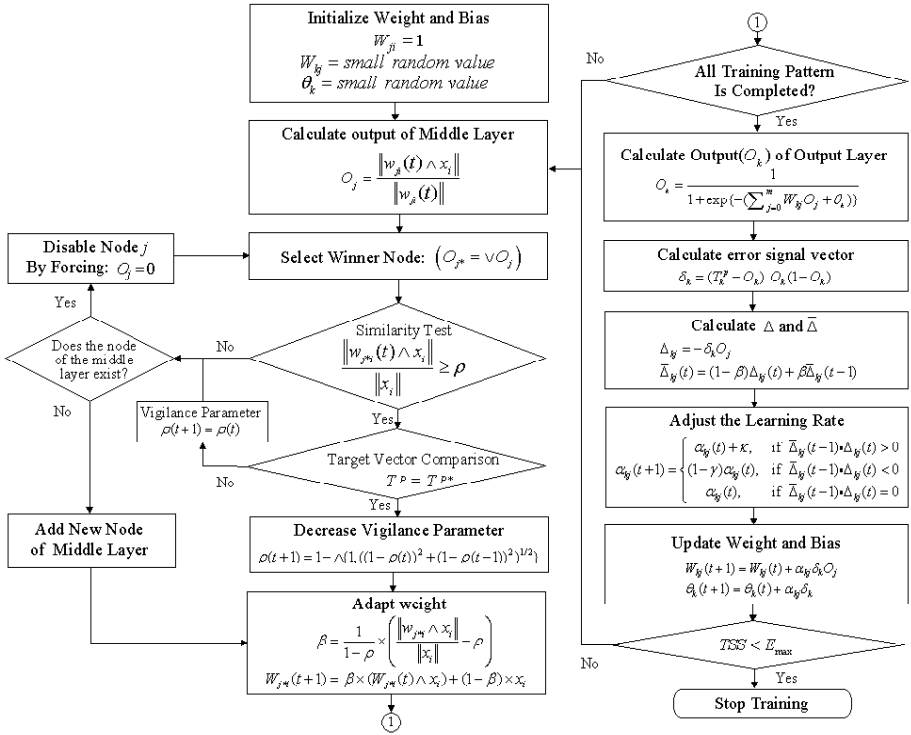 Initialize Weight and Bias
W_ji = 1
W_kj = small random value
θ_k = small random value
Calculate output of Middle Layer
O_j = ‖w_ji(t) ∧ x_i‖ / ‖w_ji(t)‖
Disable Node j
By Forcing: O_j = 0
Select Winner Node: (O_j* = ∨O_j)
Yes
Does the node
of the middle
layer exist?
No
Similarity Test
‖w_j*i(t) ∧ x_i‖ / ‖x_i‖ ≥ ρ
No
Yes
Vigilance Parameter
ρ(t+1) = ρ(t)
Target Vector Comparison
T^p = T^p*
No
Yes
Add New Node
of Middle Layer
Decrease Vigilance Parameter
ρ(t+1) = 1 − ∧{1, ((1 − ρ(t))² + (1 − ρ(t−1))²)^1/2}
Adapt weight
β = 1 / (1 − ρ) × (‖w_j*i ∧ x_i‖ / ‖x_i‖ − ρ)
W_j*i(t+1) = β × (W_j*i(t) ∧ x_i) + (1 − β) × x_i
1
1
No
All Training Pattern
Is Completed?
Yes
Calculate Output(O_k) of Output Layer
O_k = 1 / (1 + exp{−(∑_{j=0}^{m} W_kj O_j + θ_k)})
Calculate error signal vector
δ_k = (T_k^p − O_k) O_k(1 − O_k)
Calculate Δ and Δ̅
Δ_kj = −δ_k O_j
Δ̅_kj(t) = (1 − β)Δ_kj(t) + βΔ̅_kj(t−1)
Adjust the Learning Rate
α_kj(t) + κ, if Δ̅_kj(t−1)▪Δ_kj(t) > 0
α_kj(t+1) = { (1 − γ)α_kj(t), if Δ̅_kj(t−1)▪Δ_kj(t) < 0
α_kj(t), if Δ̅_kj(t−1)▪Δ_kj(t) = 0
Update Weight and Bias
W_kj(t+1) = W_kj(t) + α_kj δ_k O_j
θ_k(t+1) = θ_k(t) + α_kj δ_k
TSS < E_max
No
Yes
Stop Training